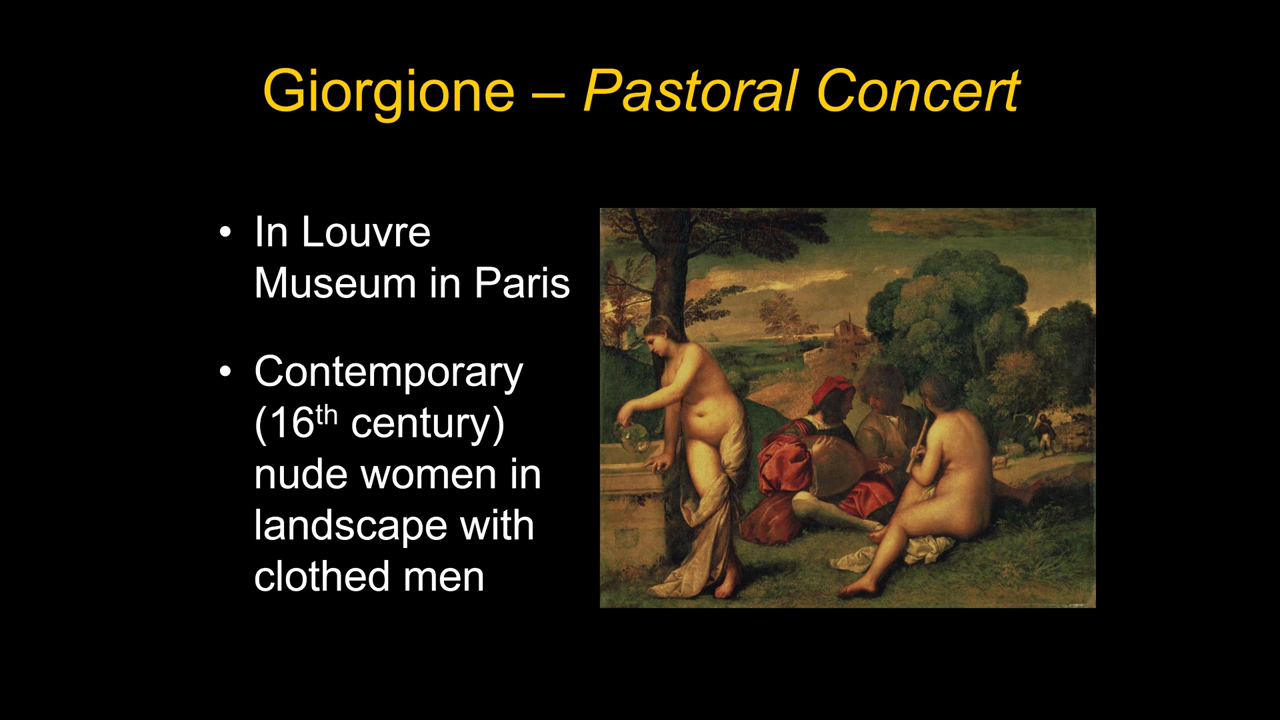 Giorgione – Pastoral Concert
• In Louvre
Museum in Paris
• Contemporary
(16th century)
nude women in
landscape with
clothed men